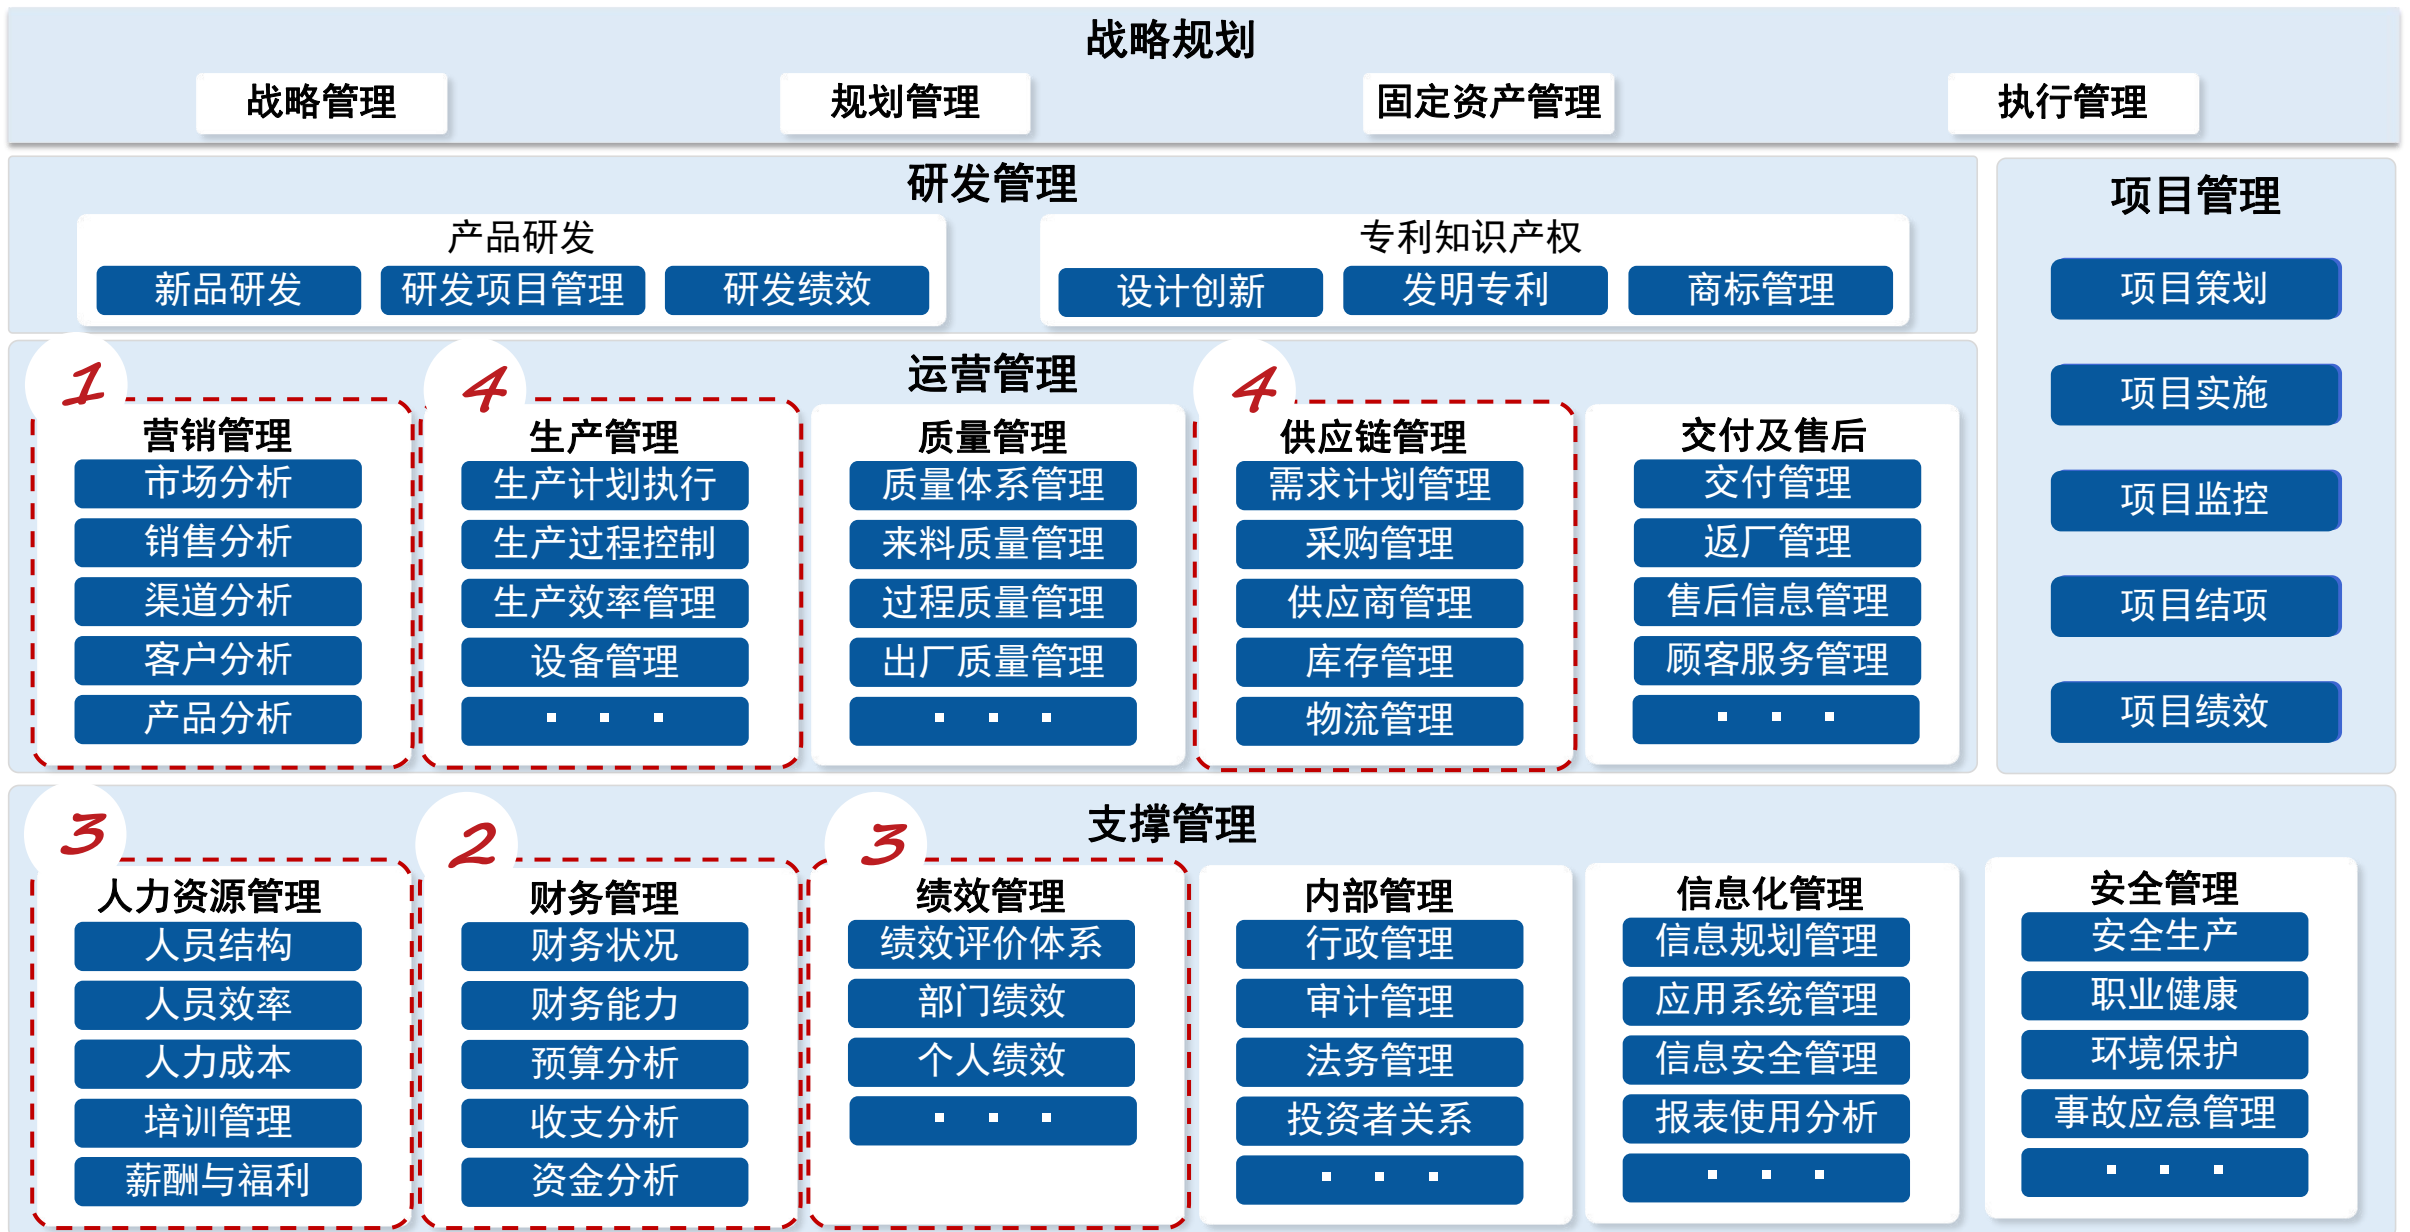 战略规划
战略管理
规划管理
固定资产管理
执行管理
研发管理
产品研发
新品研发
研发项目管理
研发绩效
专利知识产权
设计创新
发明专利
商标管理
项目管理
项目策划
项目实施
项目监控
项目结项
项目绩效
运营管理
1
营销管理
市场分析
销售分析
渠道分析
客户分析
产品分析
4
生产管理
生产计划执行
生产过程控制
生产效率管理
设备管理
· · ·
质量管理
质量体系管理
来料质量管理
过程质量管理
出厂质量管理
· · ·
4
供应链管理
需求计划管理
采购管理
供应商管理
库存管理
物流管理
交付及售后
交付管理
返厂管理
售后信息管理
顾客服务管理
· · ·
支撑管理
3
人力资源管理
人员结构
人员效率
人力成本
培训管理
薪酬与福利
2
财务管理
财务状况
财务能力
预算分析
收支分析
资金分析
3
绩效管理
绩效评价体系
部门绩效
个人绩效
· · ·
内部管理
行政管理
审计管理
法务管理
投资者关系
· · ·
信息化管理
信息规划管理
应用系统管理
信息安全管理
报表使用分析
· · ·
安全管理
安全生产
职业健康
环境保护
事故应急管理
· · ·